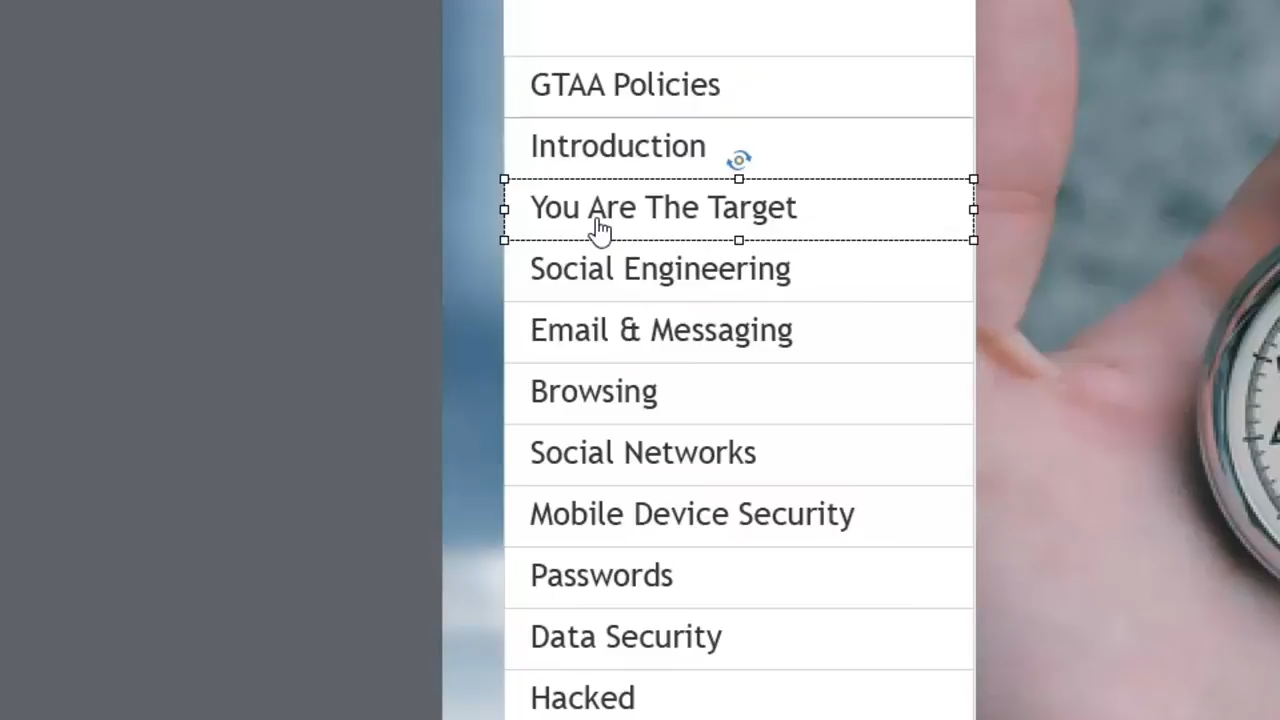 GTAA Policies
Introduction
You Are The Target
Social Engineering
Email & Messaging
Browsing
Social Networks
Mobile Device Security
Passwords
Data Security
Hacked